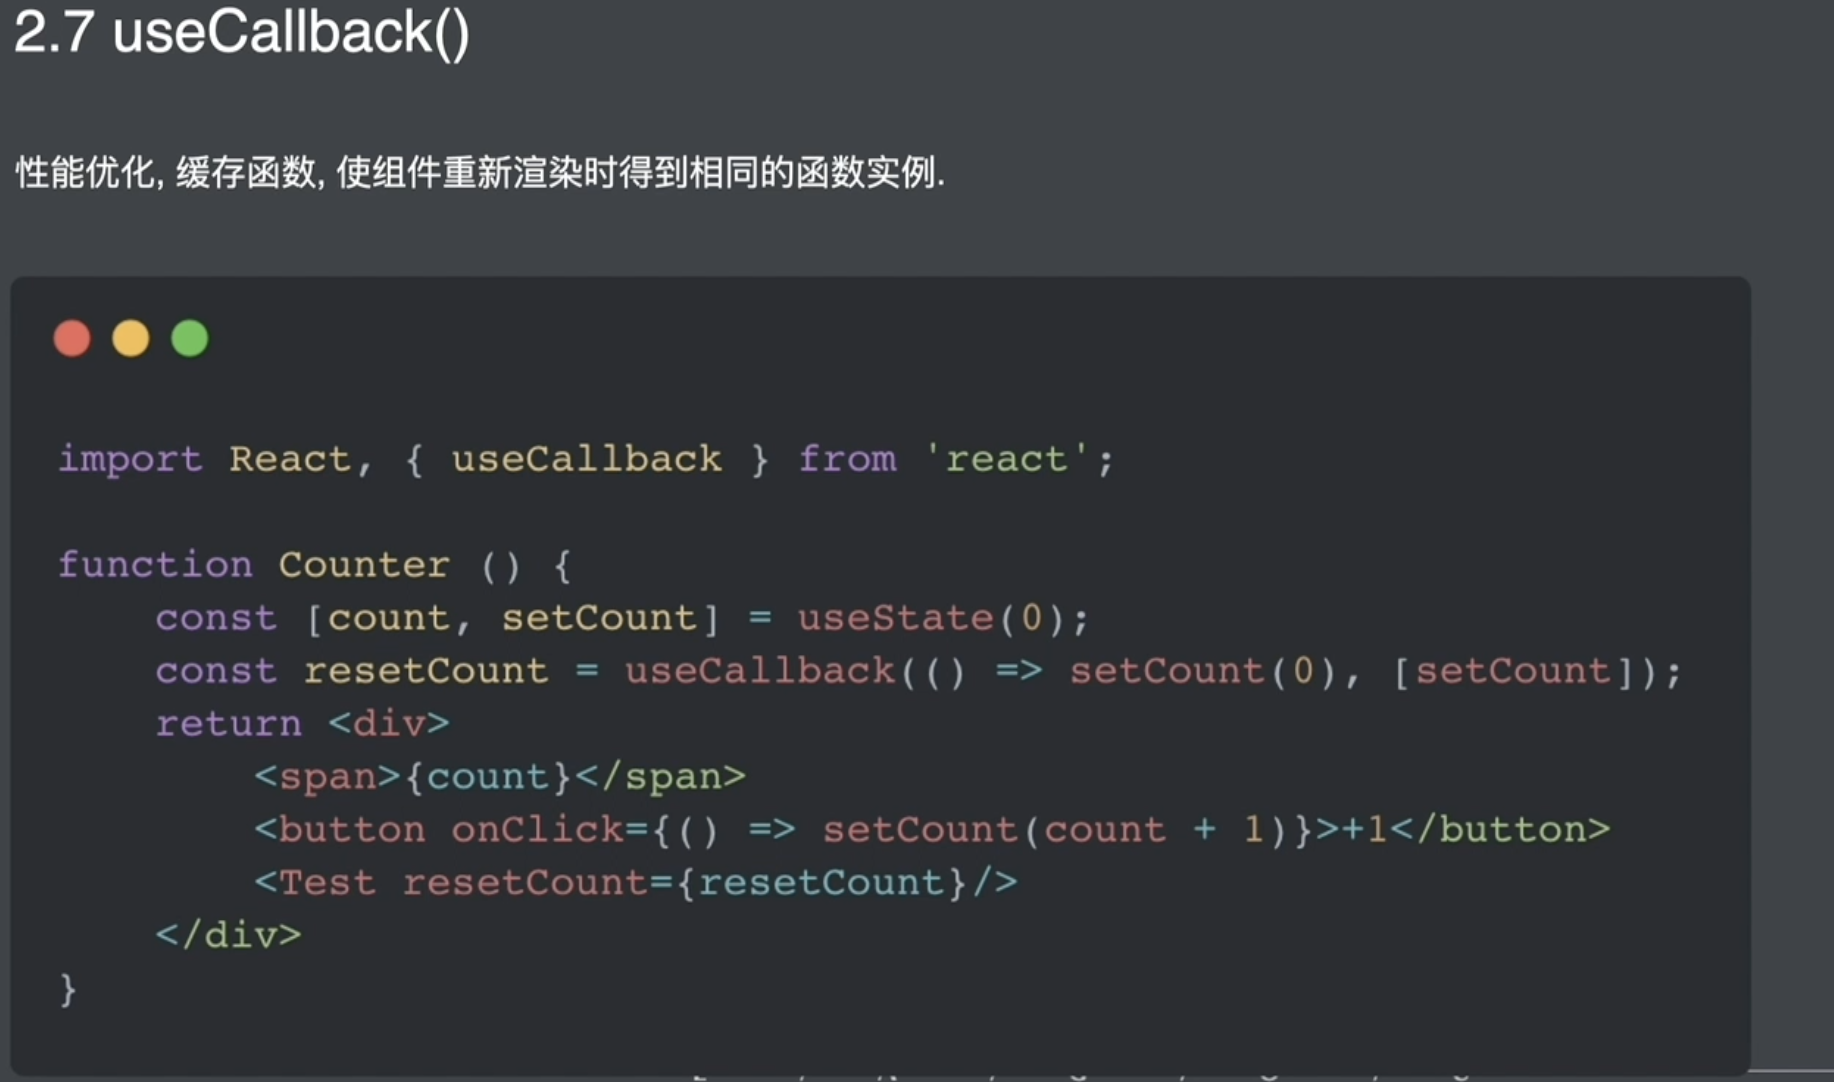 2.7 useCallback()
性能优化, 缓存函数, 使组件重新渲染时得到相同的函数实例.
import React, { useCallback } from 'react';
function Counter () {
    const [count, setCount] = useState(0);
    const resetCount = useCallback(() => setCount(0), [setCount]);
    return <div>
        <span>{count}</span>
        <button onClick={() => setCount(count + 1)}>+1</button>
        <Test resetCount={resetCount}/>
    </div>
}